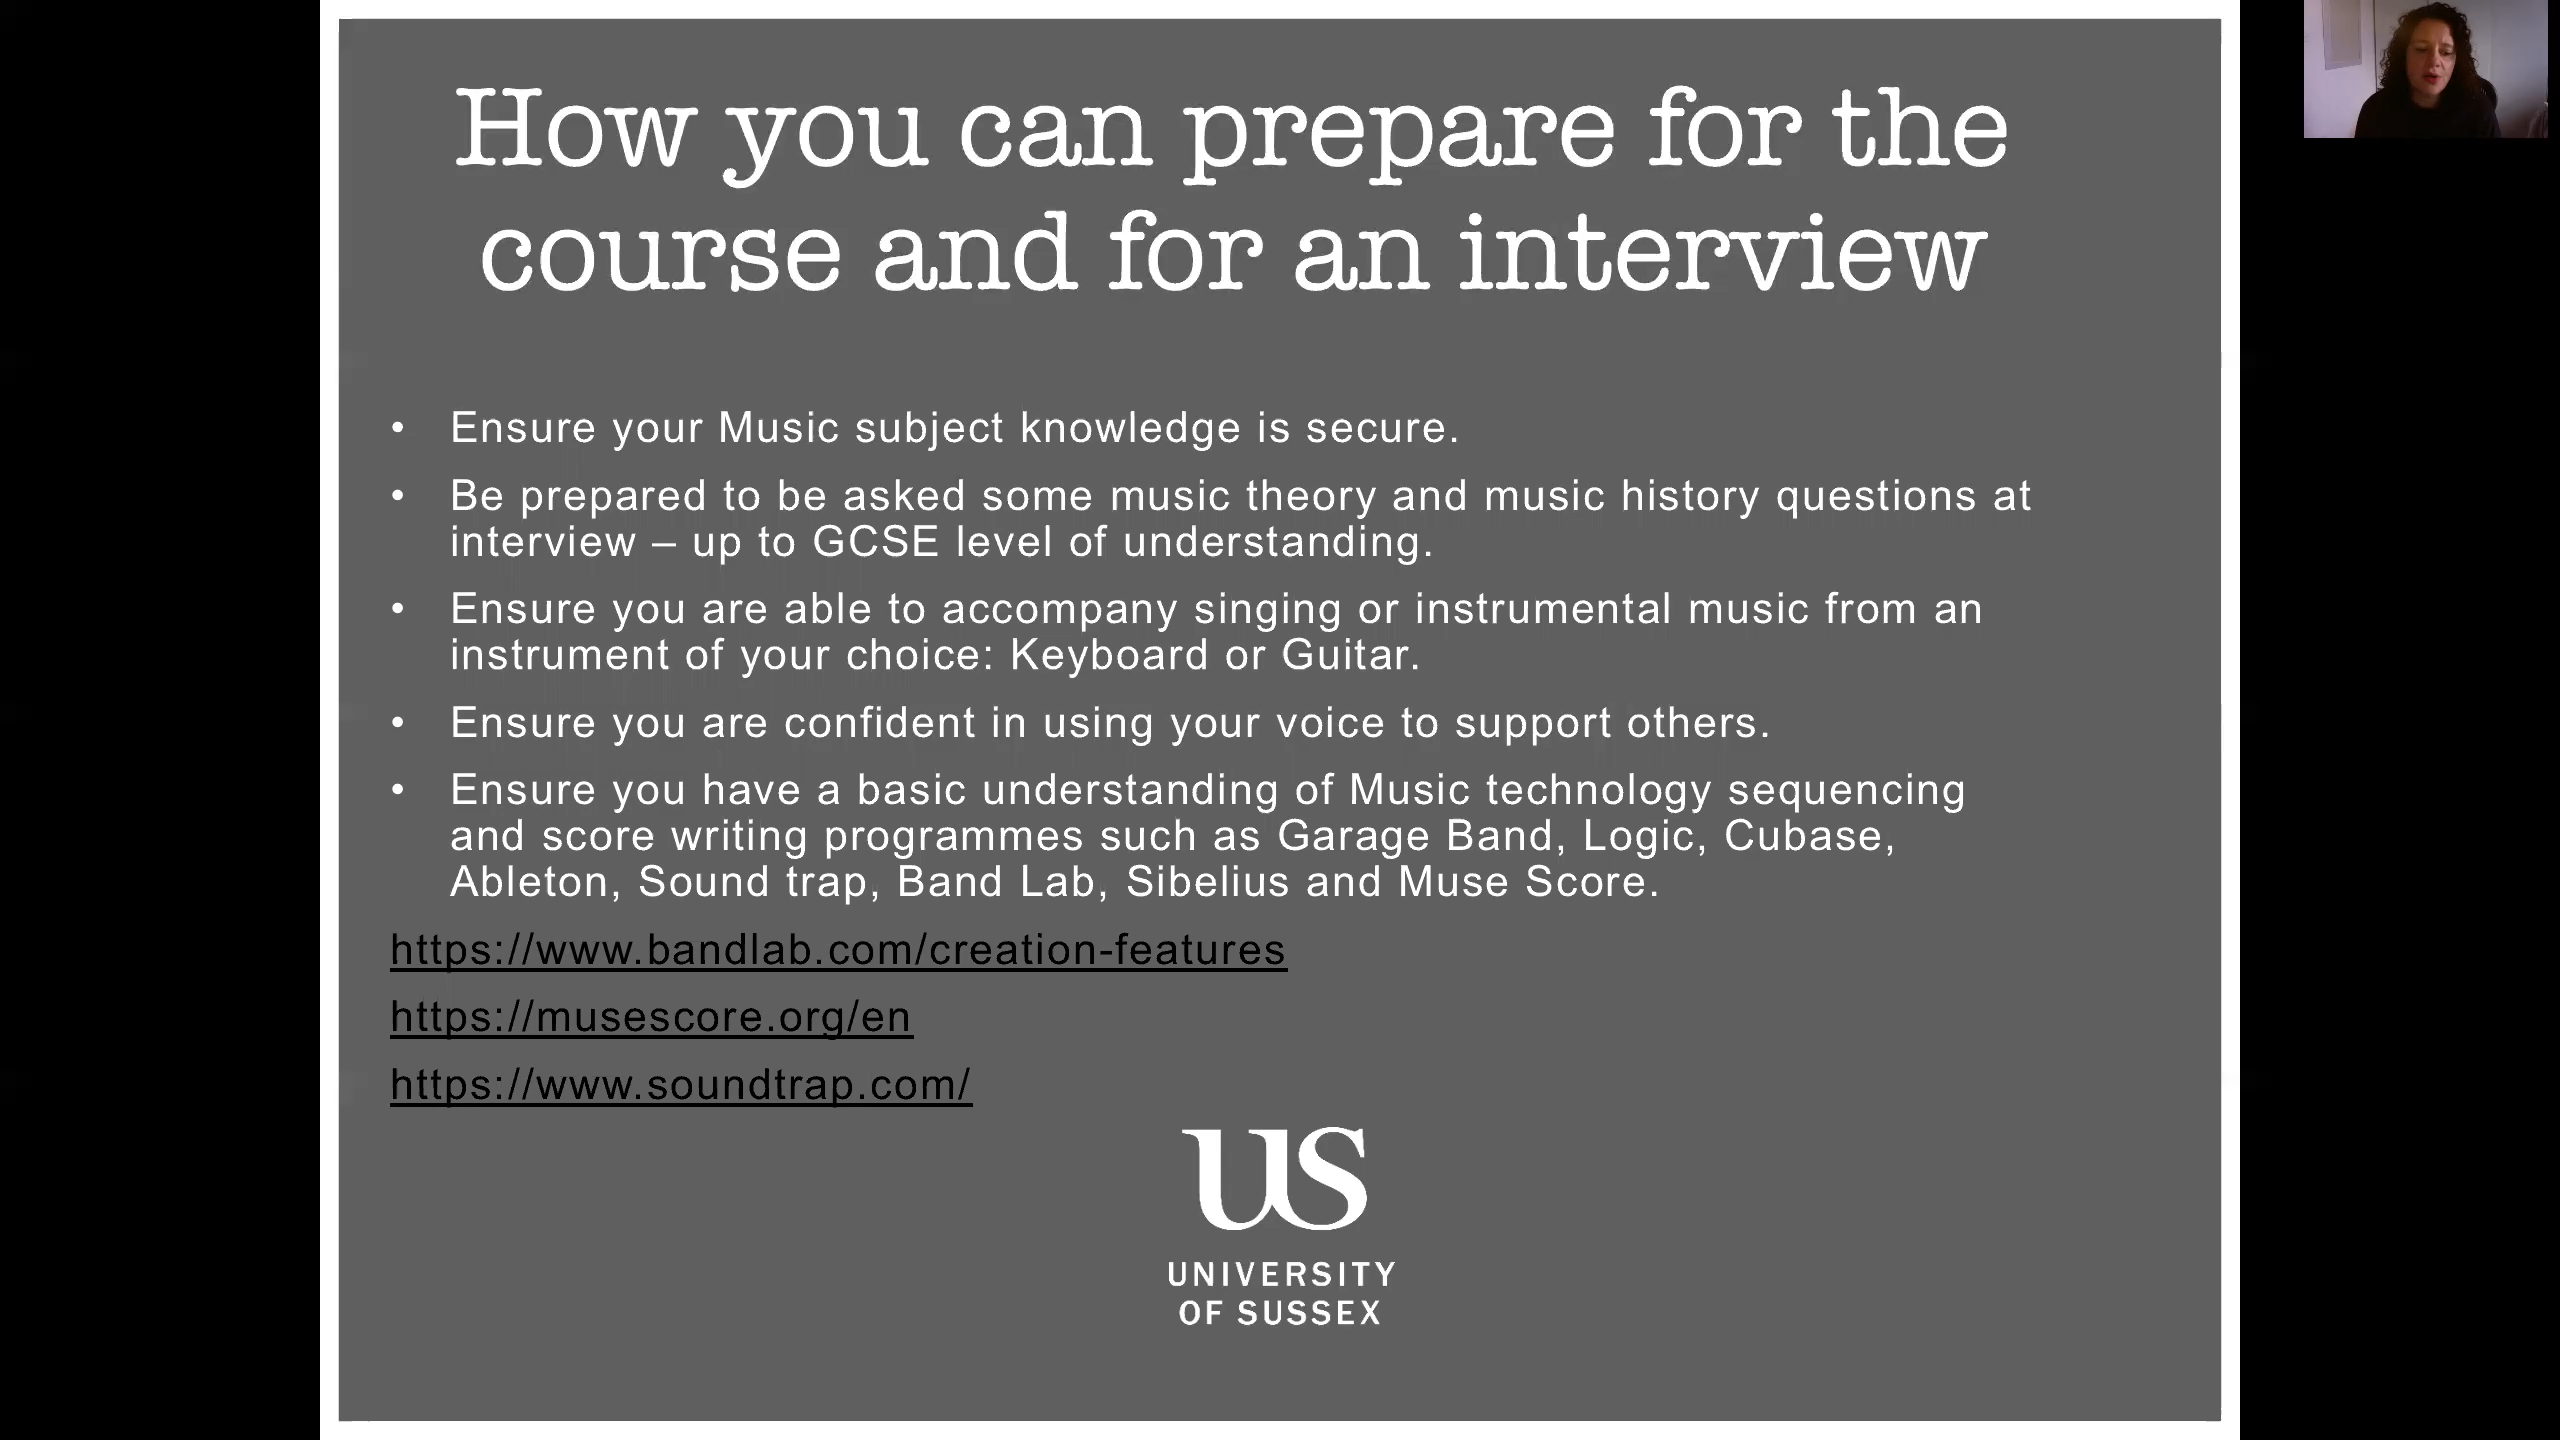 How you can prepare for the
course and for an interview
• Ensure your Music subject knowledge is secure.
• Be prepared to be asked some music theory and music history questions at
interview – up to GCSE level of understanding.
• Ensure you are able to accompany singing or instrumental music from an
instrument of your choice: Keyboard or Guitar.
• Ensure you are confident in using your voice to support others.
• Ensure you have a basic understanding of Music technology sequencing
and score writing programmes such as Garage Band, Logic, Cubase,
Ableton, Sound trap, Band Lab, Sibelius and Muse Score.
https://www.bandlab.com/creation-features
https://musescore.org/en
https://www.soundtrap.com/
us
UNIVERSITY
OF SUSSEX